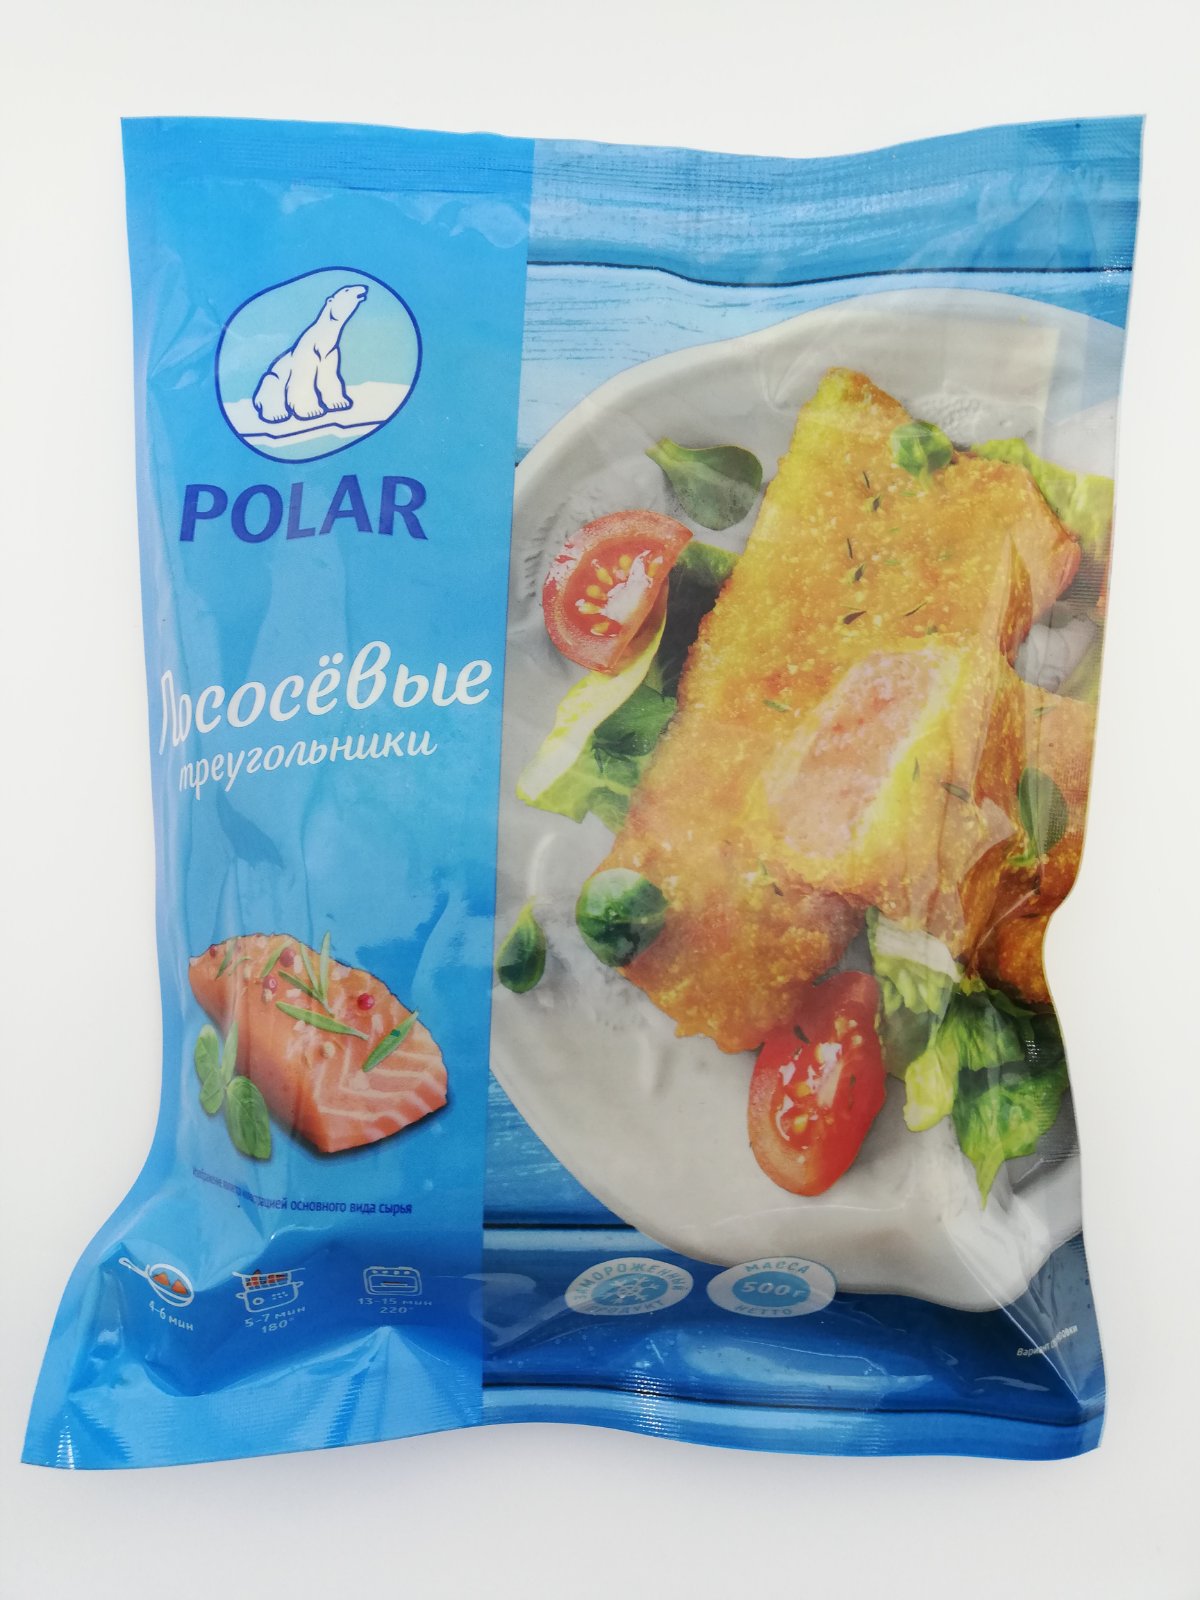 POLAR
Лососёвые
треугольники
основного вида сырья
4-6 мин
5-7 мин
180°
13-15 мин
220°
ЗАМОРОЖЕННЫЙ
ПРОДУКТ
МАССА
500 г
НЕТТО
Вариант